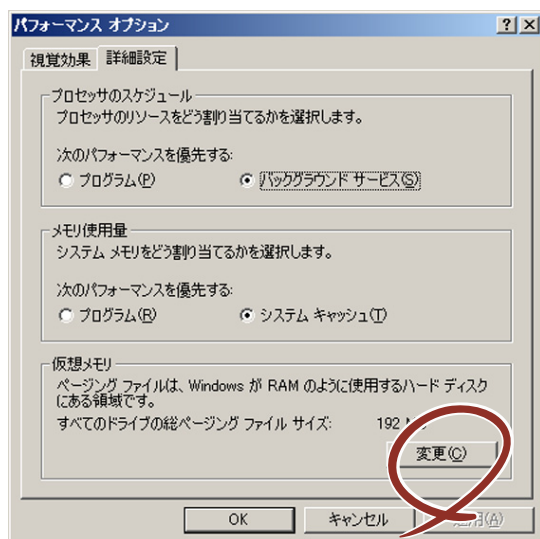 パフォーマンス オプション
視覚効果 詳細設定
プロセッサのスケジュール
プロセッサのリソースをどう割り当てるかを選択します。
次のパフォーマンスを優先する:
プログラム(P) バックグラウンド サービス(S)
メモリ使用量
システム メモリをどう割り当てるかを選択します。
次のパフォーマンスを優先する:
プログラム(R) システム キャッシュ(T)
仮想メモリ
ページング ファイルは、Windows が RAM のように使用するハード ディスク
にある領域です。
すべてのドライブの総ページング ファイル サイズ: 192
変更(C)
OK キャンセル